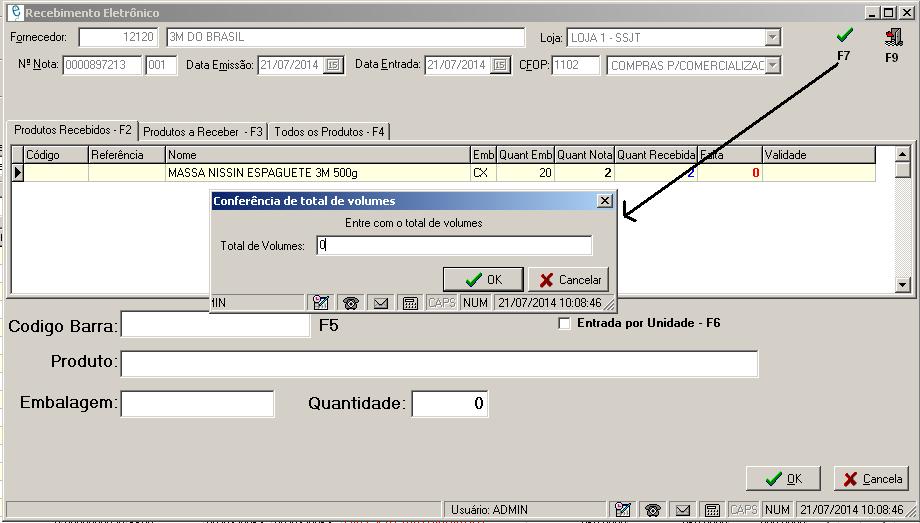 Recebimento Eletrônico
Fornecedor: 12120 3M DO BRASIL Loja: LOJA 1 - SSJT
F7 F9
Nº Nota: 0000897213 001 Data Emissão: 21/07/2014 15 Data Entrada: 21/07/2014 15 CFOP: 1102 COMPRAS P/COMERCIALIZAC
Produtos Recebidos - F2 Produtos a Receber - F3 Todos os Produtos - F4
Código Referência Nome Emb Quant Emb Quant Nota Quant Recebida Falta Validade
MASSA NISSIN ESPAGUETE 3M 500g CX 20 2 2 0
Conferência de total de volumes
Entre com o total de volumes
Total de Volumes: 0
OK Cancelar
MIN CAPS NUM 21/07/2014 10:08:46
Codigo Barra: F5 Entrada por Unidade - F6
Produto:
Embalagem: Quantidade: 0
OK Cancela
Usuário: ADMIN CAPS NUM 21/07/2014 10:08:46